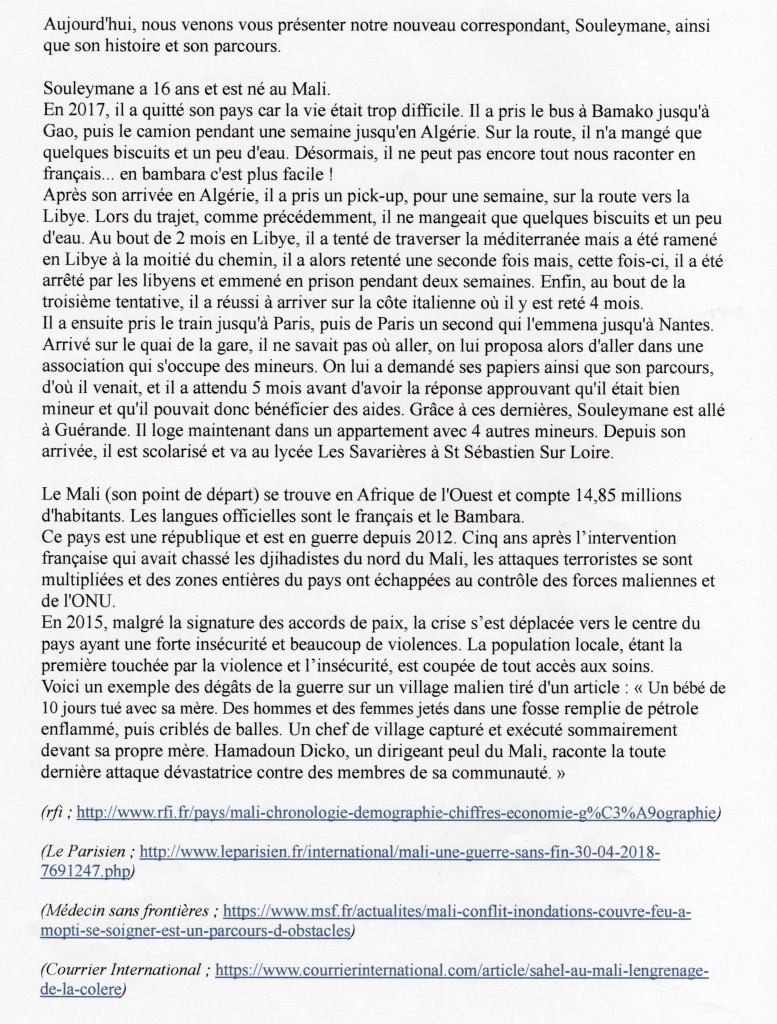 Aujourd'hui, nous venons vous présenter notre nouveau correspondant, Souleymane, ainsi
que son histoire et son parcours.
Souleymane a 16 ans et est né au Mali.
En 2017, il a quitté son pays car la vie était trop difficile. Il a pris le bus à Bamako jusqu'à
Gao, puis le camion pendant une semaine jusqu'en Algérie. Sur la route, il n'a mangé que
quelques biscuits et un peu d'eau. Désormais, il ne peut pas encore tout nous raconter en
français... en bambara c'est plus facile !
Après son arrivée en Algérie, il a pris un pick-up, pour une semaine, sur la route vers la
Libye. Lors du trajet, comme précédemment, il ne mangeait que quelques biscuits et un peu
d'eau. Au bout de 2 mois en Libye, il a tenté de traverser la méditerranée mais a été ramené
en Libye à la moitié du chemin, il a alors retenté une seconde fois mais, cette fois-ci, il a été
arrêté par les libyens et emmené en prison pendant deux semaines. Enfin, au bout de la
troisième tentative, il a réussi à arriver sur la côte italienne où il y est reté 4 mois.
Il a ensuite pris le train jusqu'à Paris, puis de Paris un second qui l'emmena jusqu'à Nantes.
Arrivé sur le quai de la gare, il ne savait pas où aller, on lui proposa alors d'aller dans une
association qui s'occupe des mineurs. On lui a demandé ses papiers ainsi que son parcours,
d'où il venait, et il a attendu 5 mois avant d'avoir la réponse approuvant qu'il était bien
mineur et qu'il pouvait donc bénéficier des aides. Grâce à ces dernières, Souleymane est allé
à Guérande. Il loge maintenant dans un appartement avec 4 autres mineurs. Depuis son
arrivée, il est scolarisé et va au lycée Les Savarières à St Sébastien Sur Loire.
Le Mali (son point de départ) se trouve en Afrique de l'Ouest et compte 14,85 millions
d'habitants. Les langues officielles sont le français et le Bambara.
Ce pays est une république et est en guerre depuis 2012. Cinq ans après l’intervention
française qui avait chassé les djihadistes du nord du Mali, les attaques terroristes se sont
multipliées et des zones entières du pays ont échappées au contrôle des forces maliennes et
de l'ONU.
En 2015, malgré la signature des accords de paix, la crise s’est déplacée vers le centre du
pays ayant une forte insécurité et beaucoup de violences. La population locale, étant la
première touchée par la violence et l’insécurité, est coupée de tout accès aux soins.
Voici un exemple des dégâts de la guerre sur un village malien tiré d'un article : « Un bébé de
10 jours tué avec sa mère. Des hommes et des femmes jetés dans une fosse remplie de pétrole
enflammé, puis criblés de balles. Un chef de village capturé et exécuté sommairement
devant sa propre mère. Hamadoun Dicko, un dirigeant peul du Mali, raconte la toute
dernière attaque dévastatrice contre des membres de sa communauté. »
(rfi ; http://www.rfi.fr/pays/mali-chronologie-demographie-chiffres-economie-g%C3%A9ographie)
(Le Parisien ; http://www.leparisien.fr/international/mali-une-guerre-sans-fin-30-04-2018-
7691247.php)
(Médecin sans frontières ; https://www.msf.fr/actualites/mali-conflit-inondations-couvre-feu-a-
mopti-se-soigner-est-un-parcours-d-obstacles)
(Courrier International ; https://www.courrierinternational.com/article/sahel-au-mali-lengrenage-
de-la-colere)